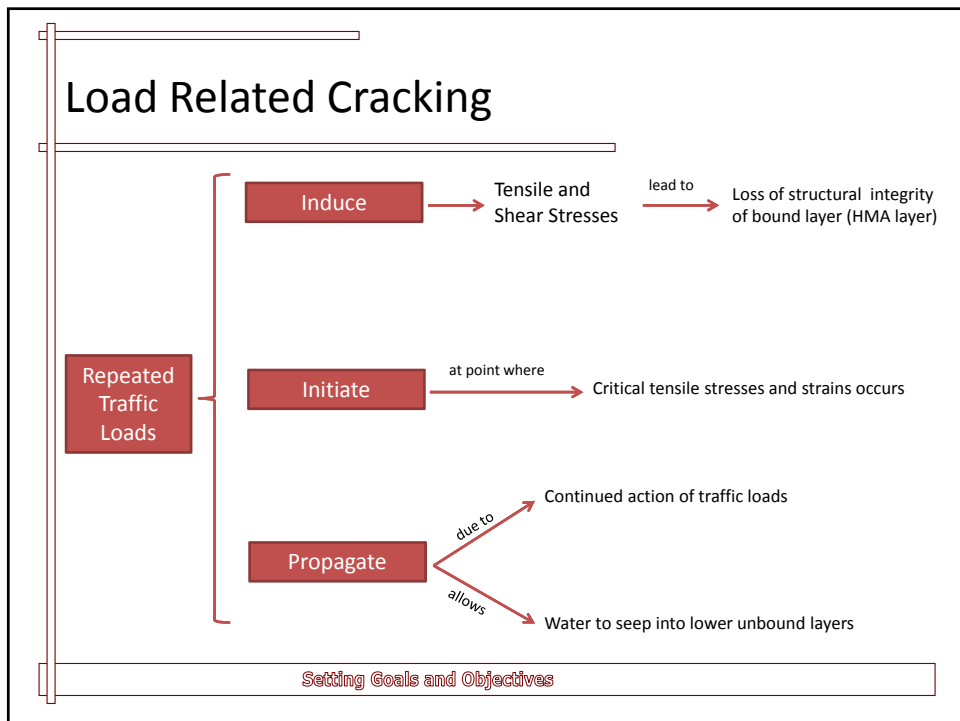 Load Related Cracking
Induce
Tensile and
Shear Stresses
lead to
Loss of structural integrity
of bound layer (HMA layer)
Repeated
Traffic
Loads
Initiate
at point where
Critical tensile stresses and strains occurs
Propagate
due to
Continued action of traffic loads
allows
Water to seep into lower unbound layers
Setting Goals and Objectives